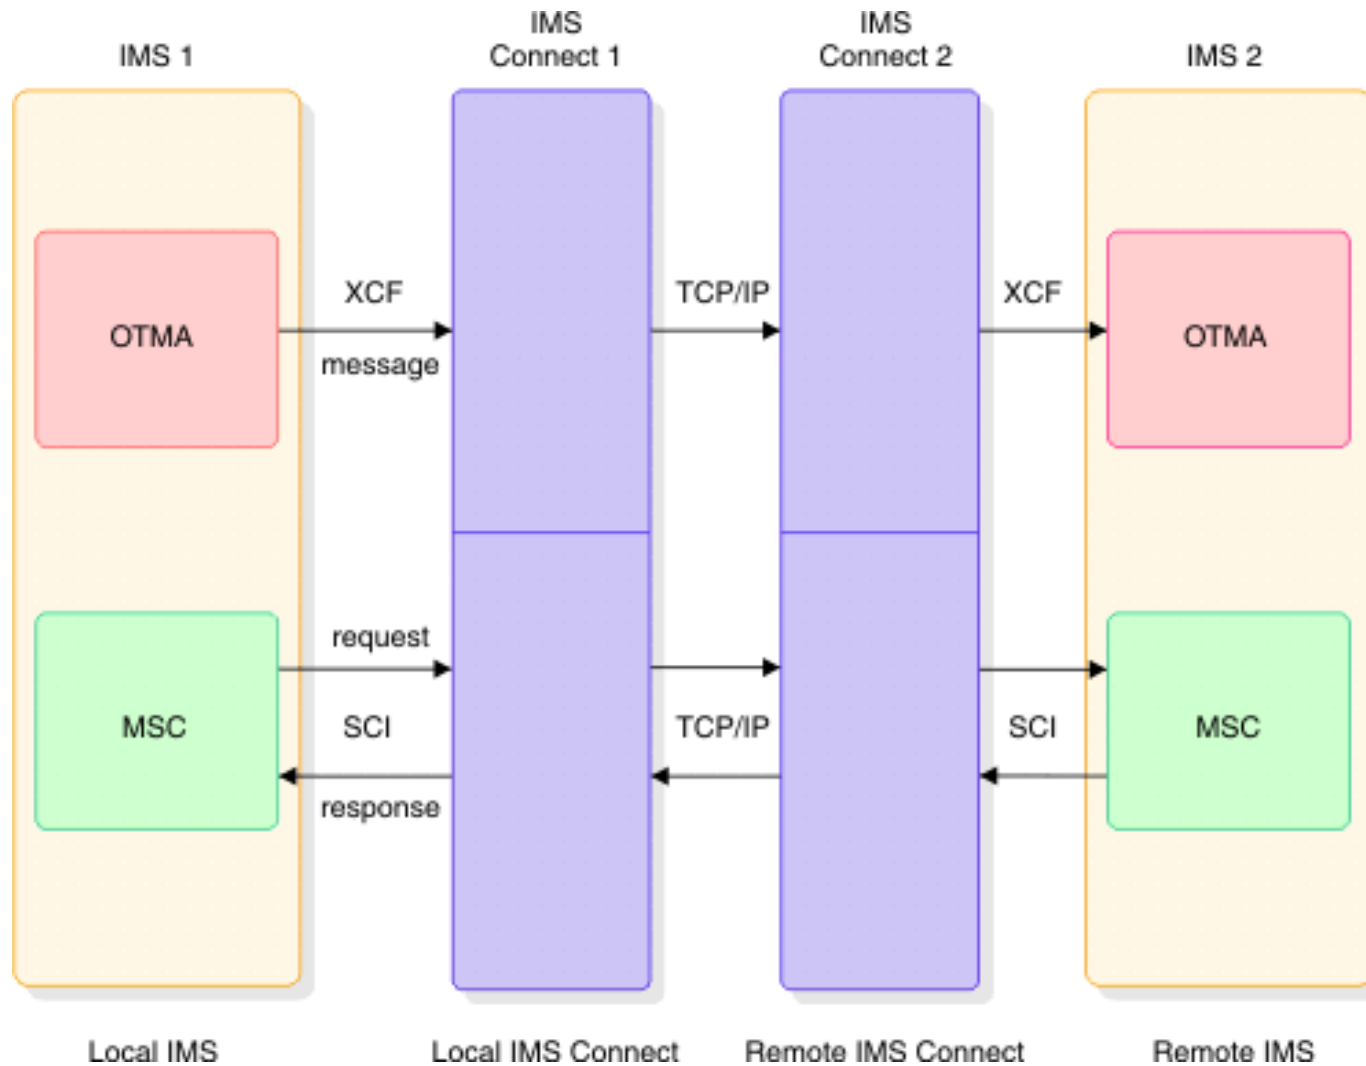 IMS 1
IMS
Connect 1
IMS
Connect 2
IMS 2
OTMA
XCF
message
TCP/IP
XCF
OTMA
MSC
request
SCI
response
TCP/IP
SCI
MSC
Local IMS
Local IMS Connect
Remote IMS Connect
Remote IMS